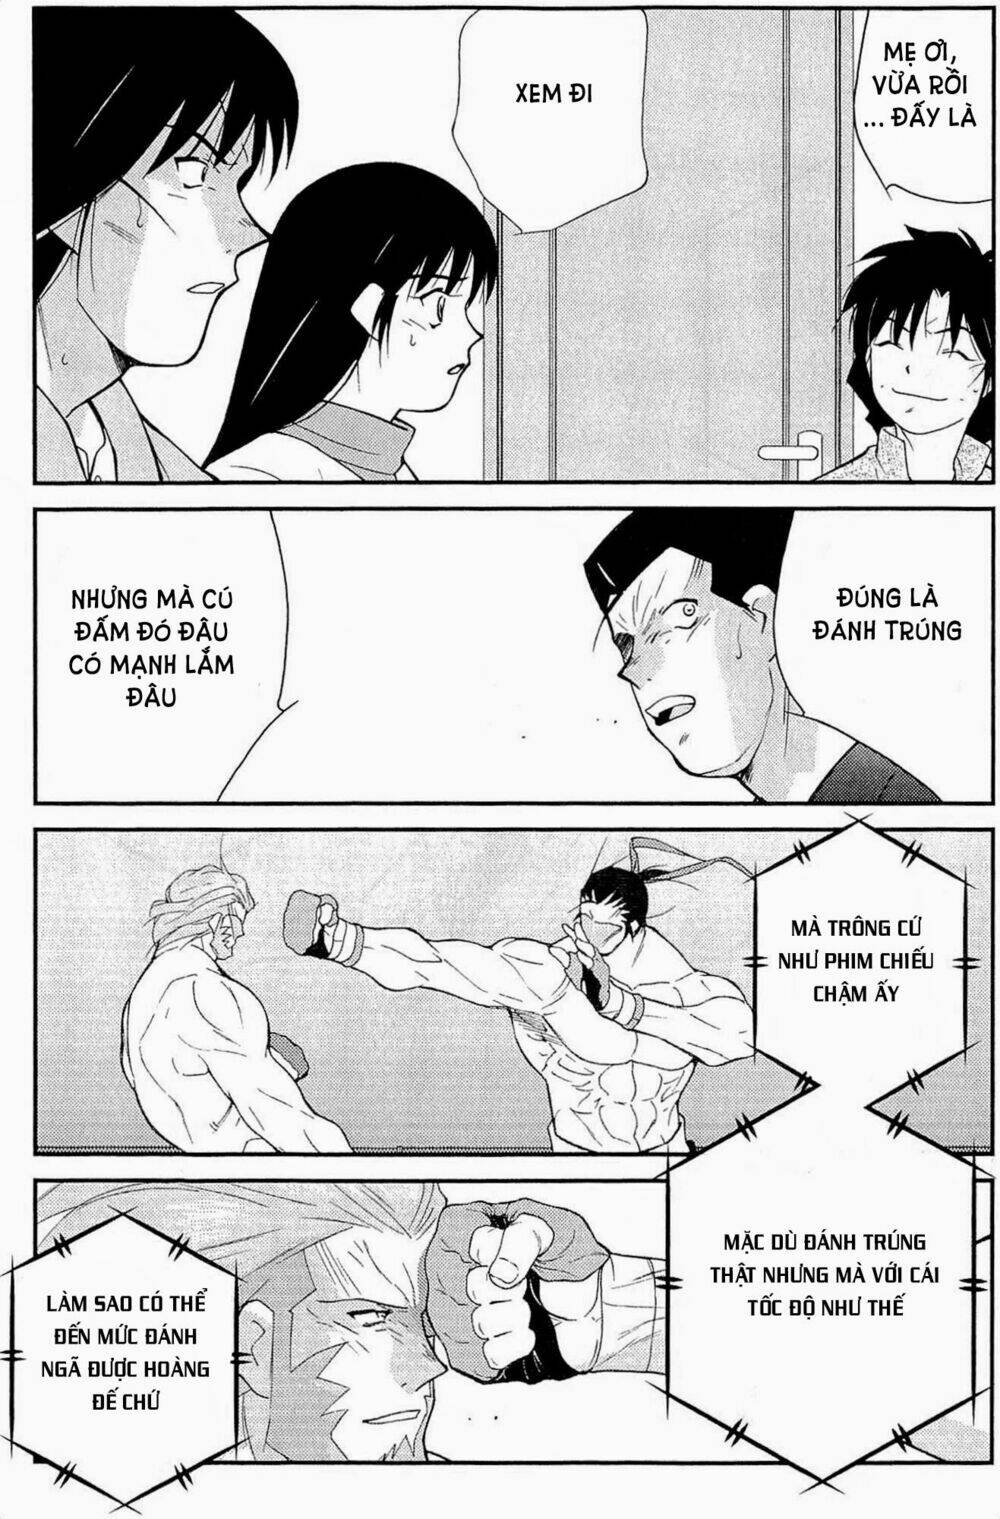 MẸ ƠI,
VỪA RỒI
... ĐẤY LÀ
XEM ĐI
ĐÚNG LÀ
ĐÁNH TRÚNG
NHƯNG MÀ CÚ
ĐẤM ĐÓ ĐÂU
CÓ MẠNH LẮM
ĐÂU
MÀ TRÔNG CỨ
NHƯ PHIM CHIẾU
CHẬM ẤY
MẶC DÙ ĐÁNH TRÚNG
THẬT NHƯNG MÀ VỚI CÁI
TỐC ĐỘ NHƯ THẾ
LÀM SAO CÓ THỂ
ĐẾN MỨC ĐÁNH
NGÃ ĐƯỢC HOÀNG
ĐẾ CHỨ